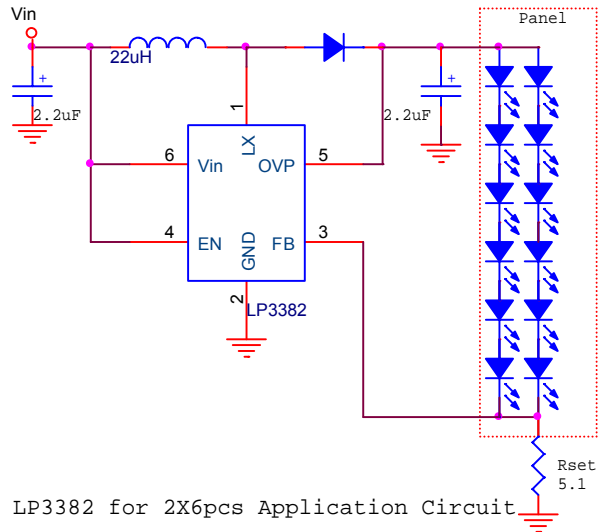 Vin
Panel
22uH
2.2uF
2.2uF
1
LX
6
Vin
OVP
5
4
EN
FB
3
GND
2
LP3382
Rset
5.1
LP3382 for 2X6pcs Application Circuit